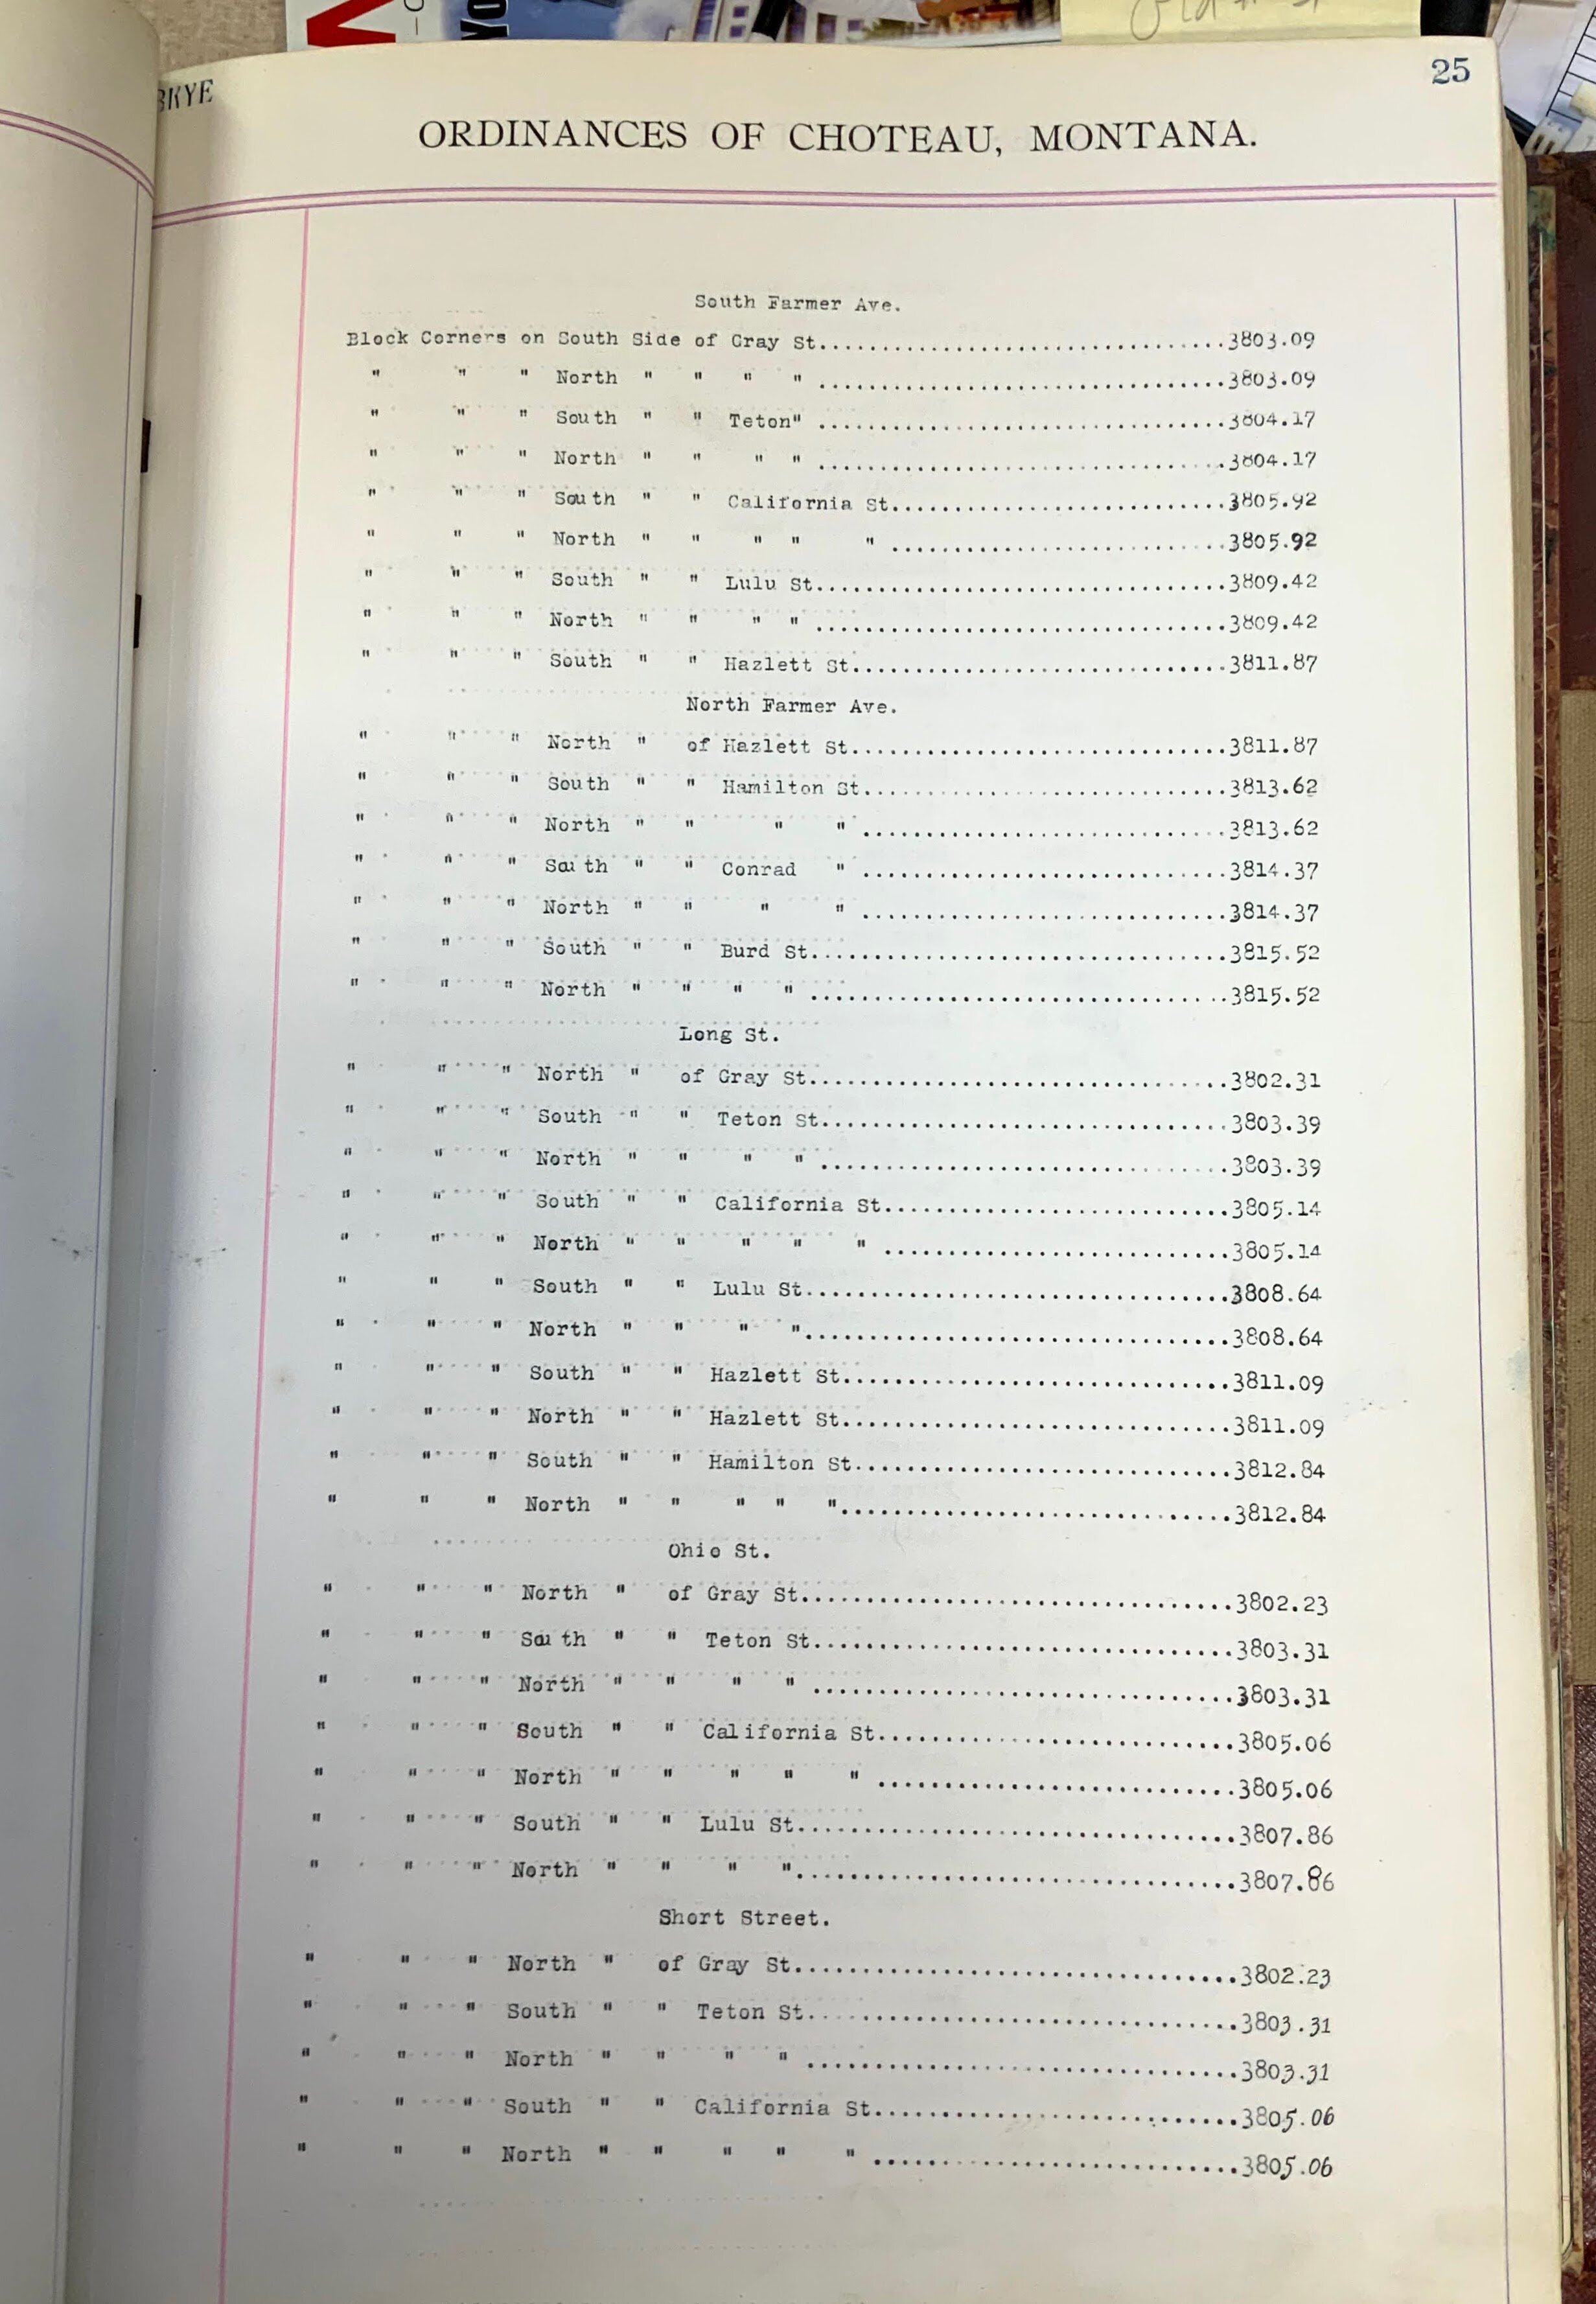 BKYE
25
ORDINANCES OF CHOTEAU, MONTANA.
South Farmer Ave.
Block Corners on South Side of Gray St..................................3803.09
" " " North " " " " ..................................3803.09
" " " South " " Teton" ..................................3804.17
" " " North " " " " ..................................3804.17
" " " South " " California St............................3805.92
" " " North " " " " " ............................3805.92
" " " South " " Lulu St..................................3809.42
" " " North " " " " ..................................3809.42
" " " South " " Hazlett St...............................3811.87
North Farmer Ave.
" " " North " of Hazlett St...............................3811.87
" " " South " " Hamilton St..............................3813.62
" " " North " " " " ..............................3813.62
" " " South " " Conrad " ..............................3814.37
" " " North " " " " ..............................3814.37
" " " South " " Burd St..................................3815.52
" " " North " " " " ..................................3815.52
Long St.
" " " North " of Gray St..................................3802.31
" " " South " " Teton St.................................3803.39
" " " North " " " " .................................3803.39
" " " South " " California St............................3805.14
" " " North " " " " " ............................3805.14
" " " South " " Lulu St..................................3808.64
" " " North " " " "..................................3808.64
" " " South " " Hazlett St...............................3811.09
" " " North " " Hazlett St...............................3811.09
" " " South " " Hamilton St..............................3812.84
" " " North " " " " "...............................3812.84
Ohio St.
" " " North " of Gray St..................................3802.23
" " " South " " Teton St.................................3803.31
" " " North " " " " .................................3803.31
" " " South " " California St............................3805.06
" " " North " " " " " ............................3805.06
" " " South " " Lulu St..................................3807.86
" " " North " " " "..................................3807.86
Short Street.
" " " North " of Gray St..................................3802.23
" " " South " " Teton St.................................3803.31
" " " North " " " " .................................3803.31
" " " South " " California St............................3805.06
" " " North " " " " " ............................3805.06